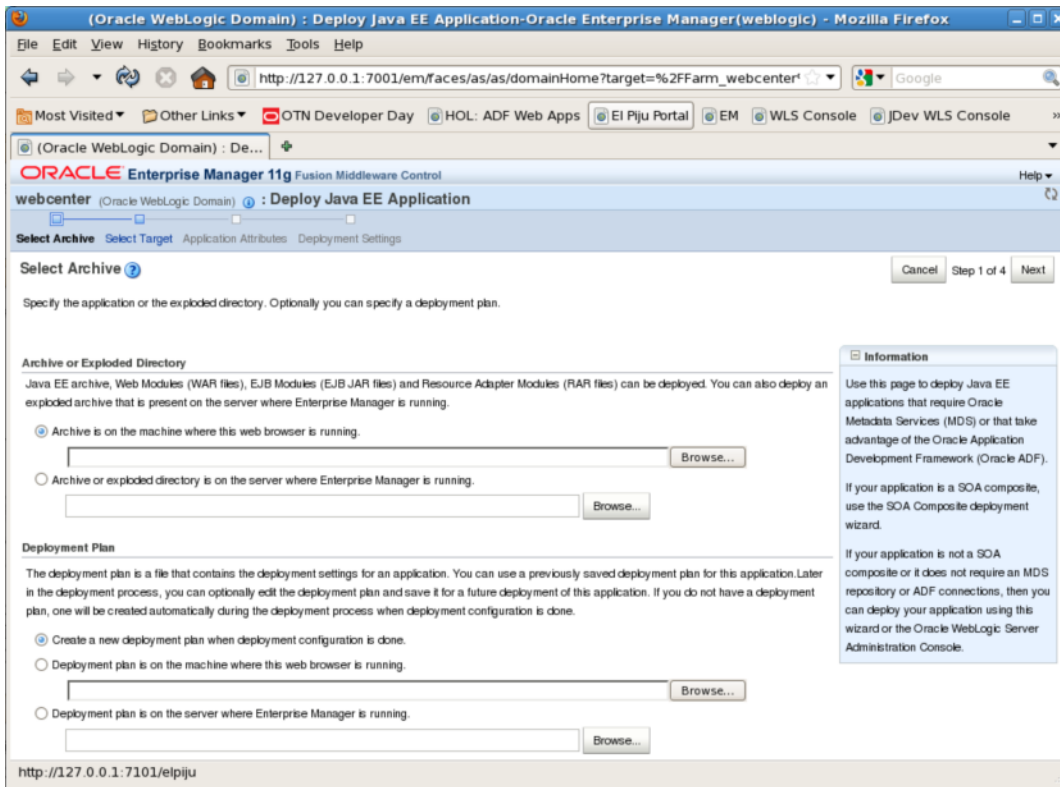 (Oracle WebLogic Domain) : Deploy Java EE Application-Oracle Enterprise Manager(weblogic) - Mozilla Firefox
File Edit View History Bookmarks Tools Help
http://127.0.0.1:7001/em/faces/as/as/domainHome?target=%2FFarm_webcenter Google
Most Visited Other Links OTN Developer Day HOL: ADF Web Apps El Piju Portal EM WLS Console JDev WLS Console »
(Oracle WebLogic Domain) : De...
ORACLE Enterprise Manager 11g Fusion Middleware Control Help
webcenter (Oracle WebLogic Domain) : Deploy Java EE Application
Select Archive Select Target Application Attributes Deployment Settings
Select Archive ? Cancel Step 1 of 4 Next
Specify the application or the exploded directory. Optionally you can specify a deployment plan.
Archive or Exploded Directory
Java EE archive, Web Modules (WAR files), EJB Modules (EJB JAR files) and Resource Adapter Modules (RAR files) can be deployed. You can also deploy an
exploded archive that is present on the server where Enterprise Manager is running.
Archive is on the machine where this web browser is running.
Browse...
Archive or exploded directory is on the server where Enterprise Manager is running.
Browse...
Deployment Plan
The deployment plan is a file that contains the deployment settings for an application. You can use a previously saved deployment plan for this application.Later
in the deployment process, you can optionally edit the deployment plan and save it for a future deployment of this application. If you do not have a deployment
plan, one will be created automatically during the deployment process when deployment configuration is done.
Create a new deployment plan when deployment configuration is done.
Deployment plan is on the machine where this web browser is running.
Browse...
Deployment plan is on the server where Enterprise Manager is running.
Browse...
Information
Use this page to deploy Java EE
applications that require Oracle
Metadata Services (MDS) or that take
advantage of the Oracle Application
Development Framework (Oracle ADF).
If your application is a SOA composite,
use the SOA Composite deployment
wizard.
If your application is not a SOA
composite or it does not require an MDS
repository or ADF connections, then you
can deploy your application using this
wizard or the Oracle WebLogic Server
Administration Console.
http://127.0.0.1:7101/elpiju